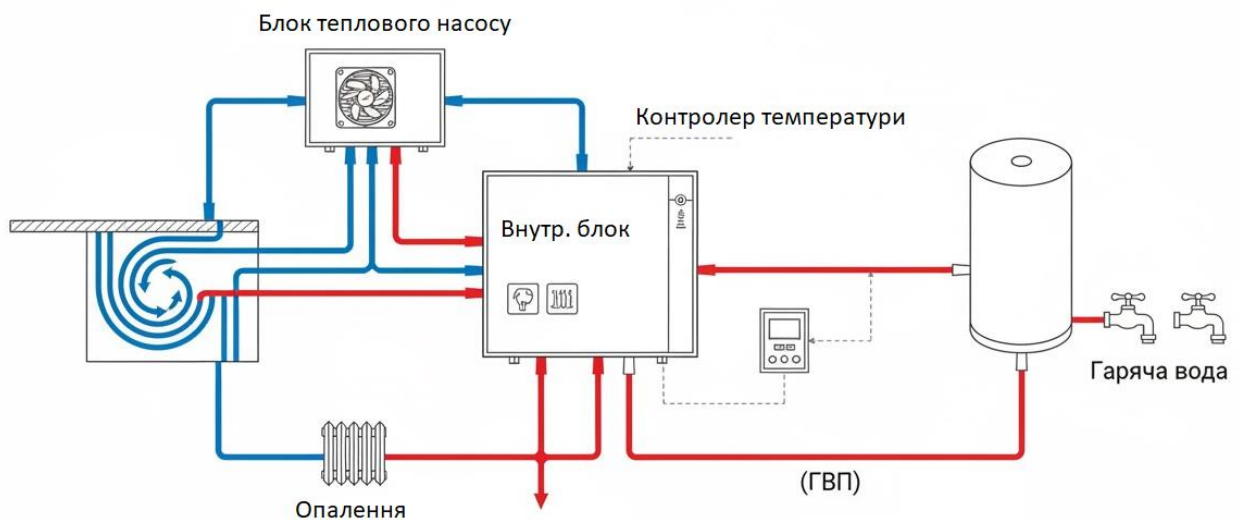 Блок теплового насосу
Контролер температури
Внутр. блок
Гаряча вода
(ГВП)
Опалення